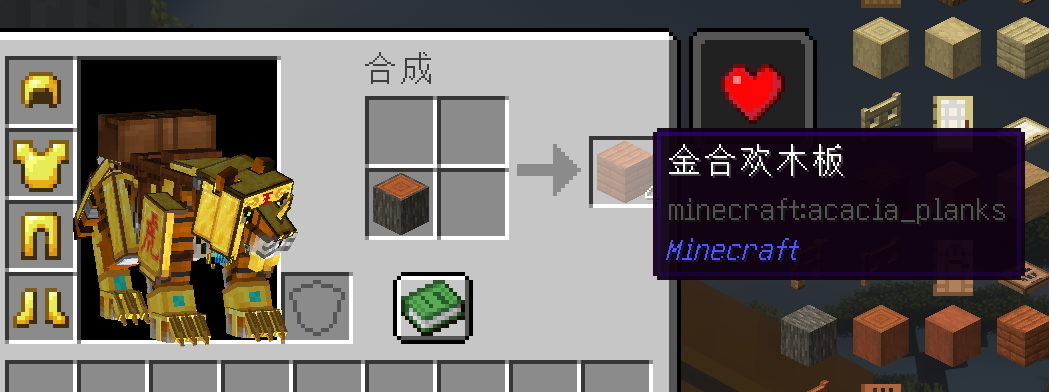 合成
金合欢木板
minecraft:acacia_planks
Minecraft